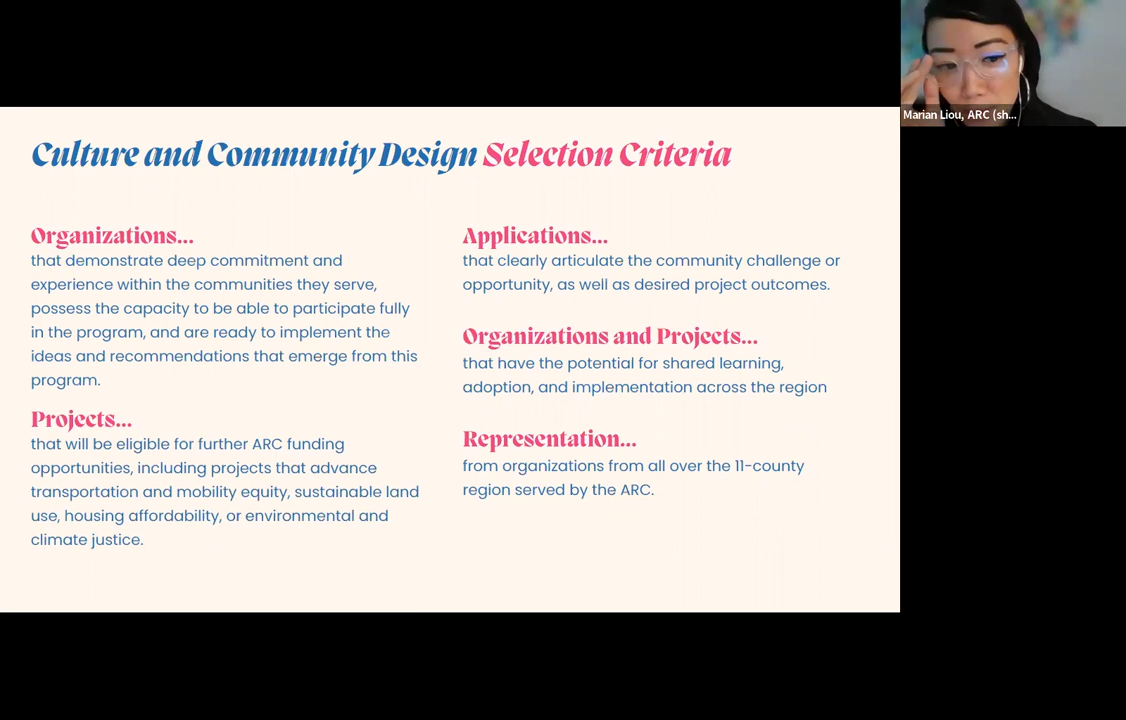 Marian Liou, ARC (sh...
Culture and Community Design Selection Criteria
Organizations...
that demonstrate deep commitment and
experience within the communities they serve,
possess the capacity to be able to participate fully
in the program, and are ready to implement the
ideas and recommendations that emerge from this
program.
Projects...
that will be eligible for further ARC funding
opportunities, including projects that advance
transportation and mobility equity, sustainable land
use, housing affordability, or environmental and
climate justice.
Applications...
that clearly articulate the community challenge or
opportunity, as well as desired project outcomes.
Organizations and Projects...
that have the potential for shared learning,
adoption, and implementation across the region
Representation...
from organizations from all over the 11-county
region served by the ARC.